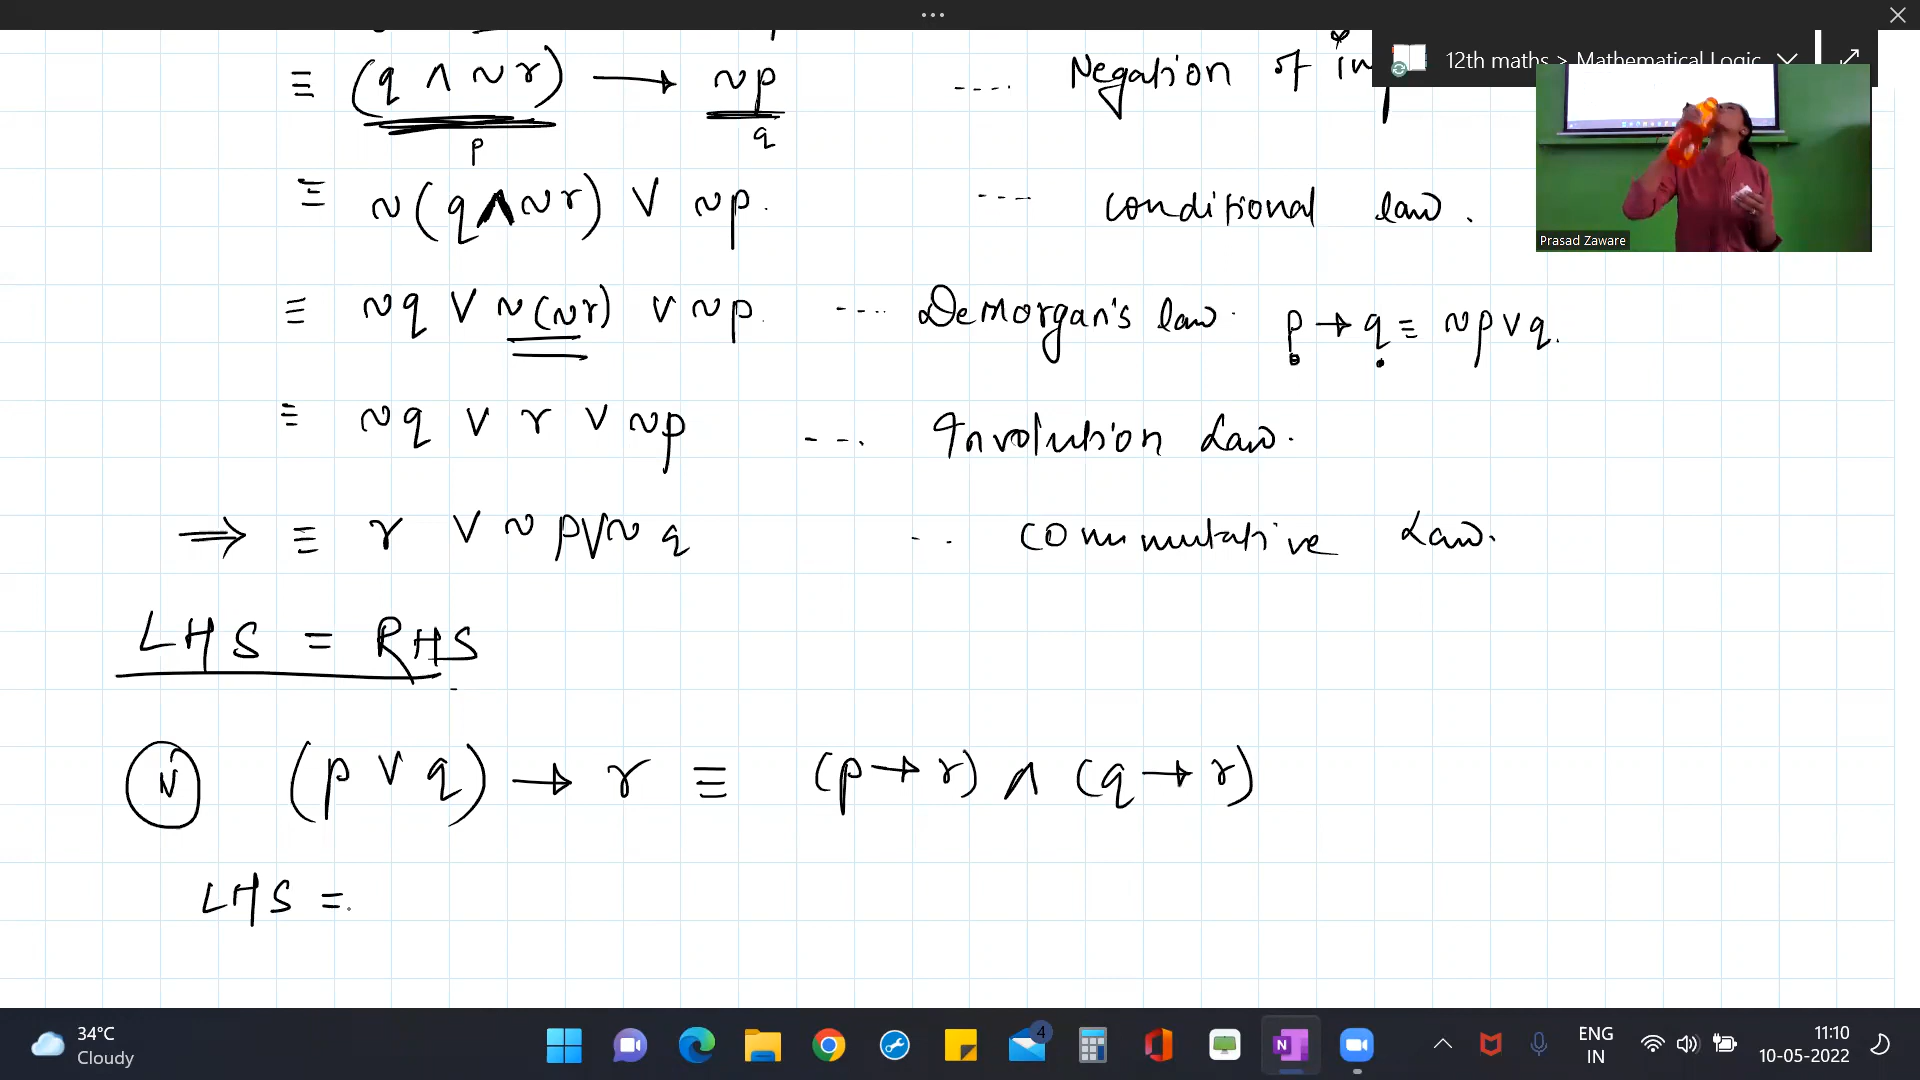 12th maths > Mathematical Logic
≡ (q ∧ ~r) → ~p .... Negation of
p q
≡ ~(q ∧ ~r) ∨ ~p. --- conditional law.
Prasad Zaware
≡ ~q ∨ ~(~r) ∨ ~p. .... DeMorgan's law. p → q ≡ ~p ∨ q.
≡ ~q ∨ r ∨ ~p ---. Involution Law.
⇒ ≡ r ∨ ~p ∨ ~q .. commutative Law.
LHS = RHS
(p ∨ q) → r ≡ (p → r) ∧ (q → r)
LHS =
34°C
Cloudy
4
ENG
IN
11:10
10-05-2022